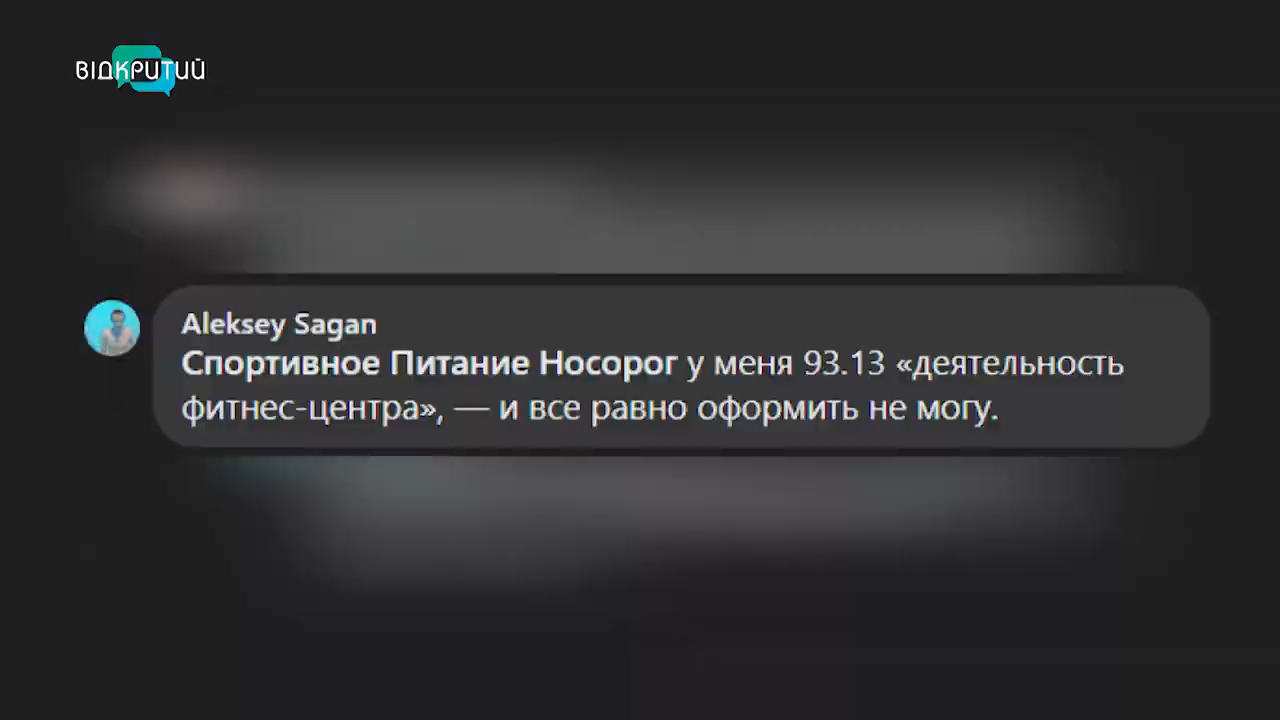 ВІДКРИТИЙ
Aleksey Sagan
Спортивное Питание Носорог у меня 93.13 «деятельность
фитнес-центра», — и все равно оформить не могу.